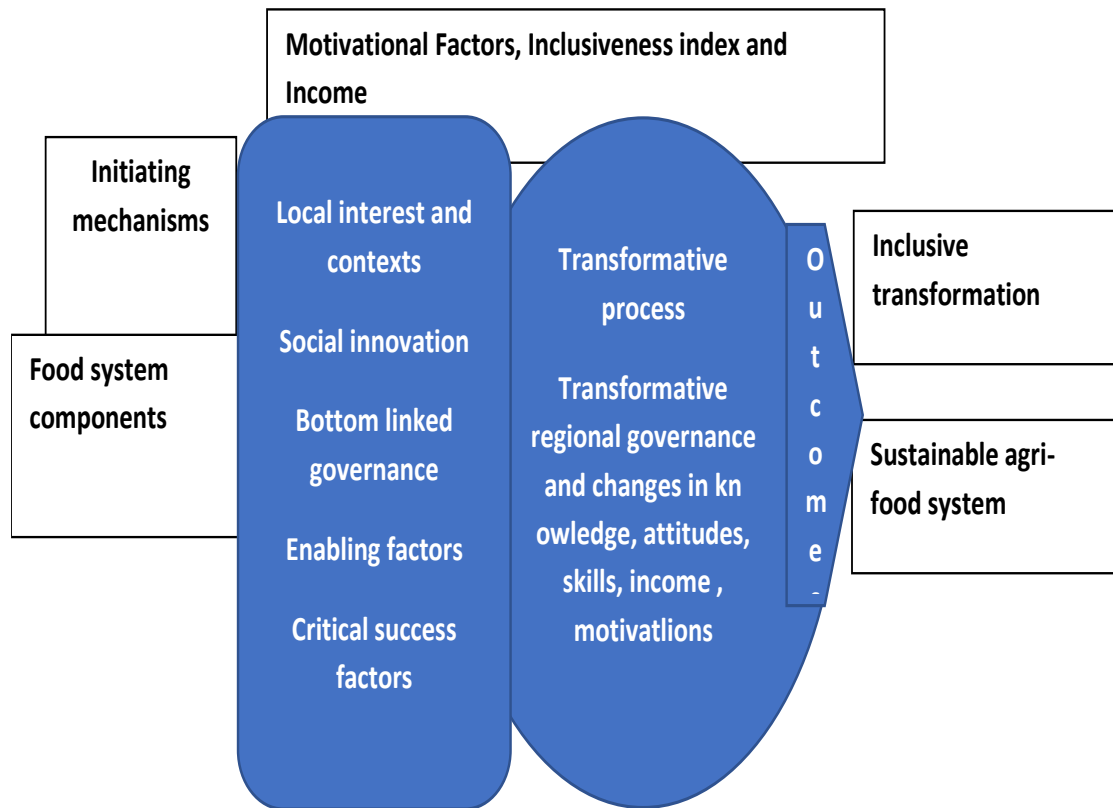 Motivational Factors, Inclusiveness index and
Income
Initiating
mechanisms
Food system
components
Local interest and
contexts
Social innovation
Bottom linked
governance
Enabling factors
Critical success
factors
Transformative
process
Transformative
regional governance
and changes in kn
owledge, attitudes,
skills, income ,
motivatlions
O
u
t
c
o
m
e
Inclusive
transformation
Sustainable agri-
food system